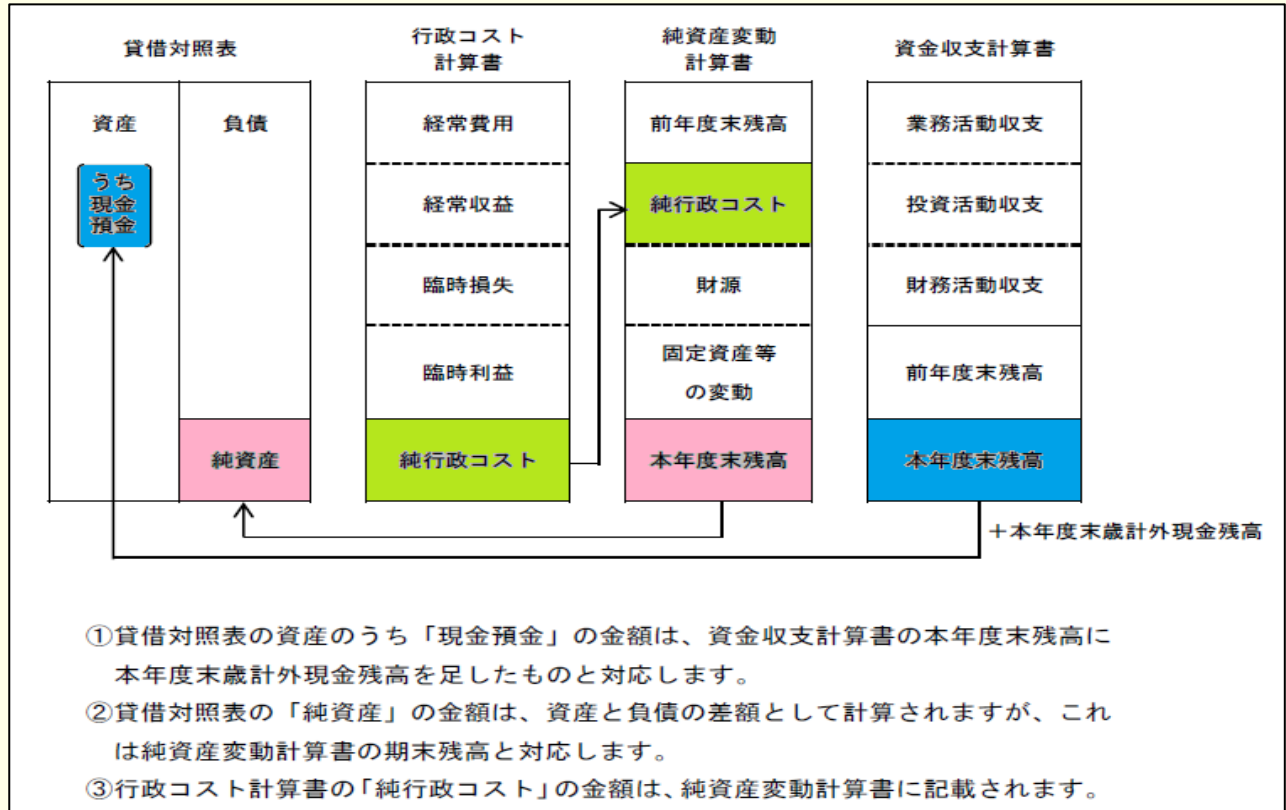 貸借対照表
行政コスト
計算書
純資産変動
計算書
資金収支計算書
資産
負債
経常費用
前年度末残高
業務活動収支
うち
現金
預金
経常収益
純行政コスト
投資活動収支
臨時損失
財源
財務活動収支
臨時利益
固定資産等
の変動
前年度末残高
純資産
純行政コスト
本年度末残高
本年度末残高
＋本年度末歳計外現金残高
①貸借対照表の資産のうち「現金預金」の金額は、資金収支計算書の本年度末残高に
本年度末歳計外現金残高を足したものと対応します。
②貸借対照表の「純資産」の金額は、資産と負債の差額として計算されますが、これ
は純資産変動計算書の期末残高と対応します。
③行政コスト計算書の「純行政コスト」の金額は、純資産変動計算書に記載されます。